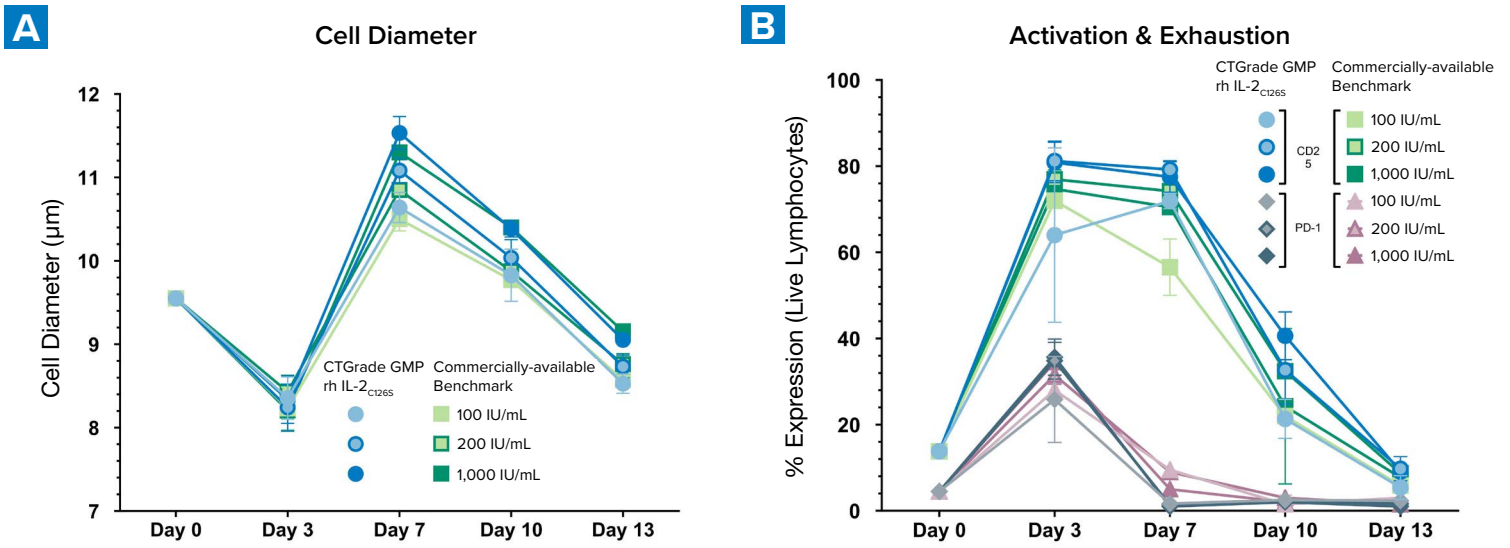 A
Cell Diameter
Cell Diameter (µm)
12
11
10
9
8
7
Day 0
Day 3
Day 7
Day 10
Day 13
CTGrade GMP
rh IL-2C126S
Commercially-available
Benchmark
100 IU/mL
200 IU/mL
1,000 IU/mL
B
Activation & Exhaustion
% Expression (Live Lymphocytes)
100
80
60
40
20
0
Day 0
Day 3
Day 7
Day 10
Day 13
CTGrade GMP
rh IL-2C126S
Commercially-available
Benchmark
CD2
5
100 IU/mL
200 IU/mL
1,000 IU/mL
PD-1
100 IU/mL
200 IU/mL
1,000 IU/mL